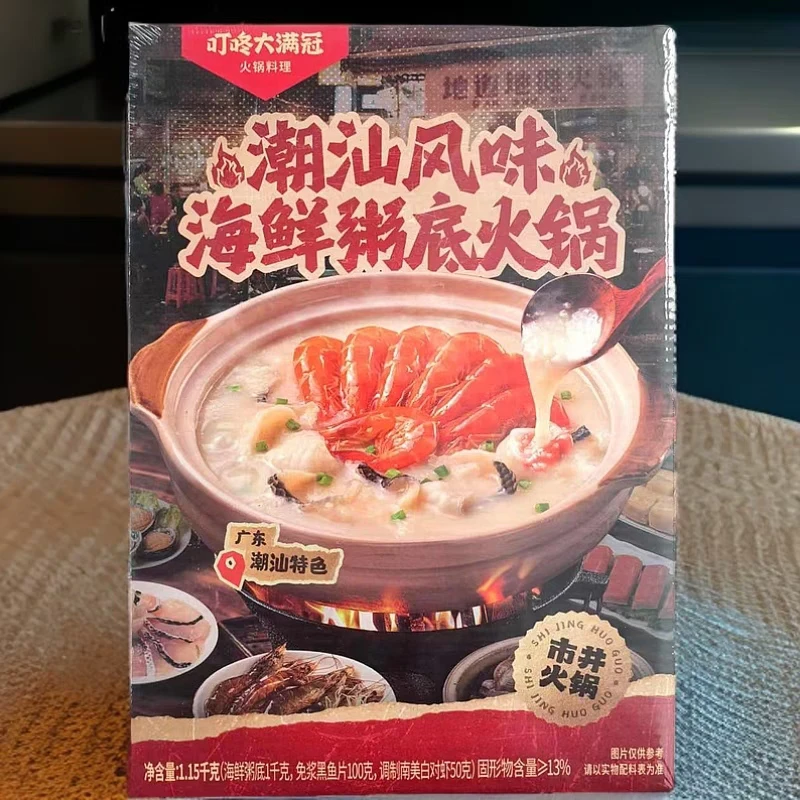 叮咚大满冠
火锅料理
潮汕风味
海鲜粥底火锅
广东
潮汕特色
SHI JING HUO GUO
市井
火锅
SHI JING HUO GUO
净含量:1.15千克(海鲜粥底1千克,免浆黑鱼片100克,调制南美白对虾50克)固形物含量≥13%
图片仅供参考
请以实物配料表为准